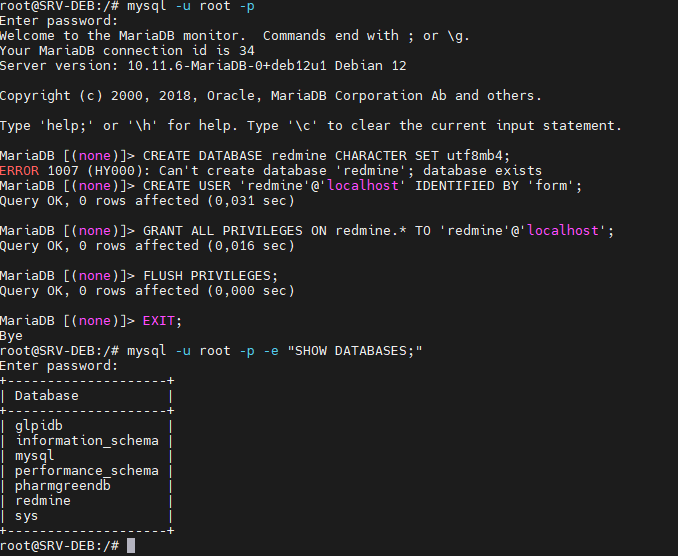 root@SRV-DEB:/# mysql -u root -p
Enter password:
Welcome to the MariaDB monitor.  Commands end with ; or \g.
Your MariaDB connection id is 34
Server version: 10.11.6-MariaDB-0+deb12u1 Debian 12
Copyright (c) 2000, 2018, Oracle, MariaDB Corporation Ab and others.
Type 'help;' or '\h' for help. Type '\c' to clear the current input statement.
MariaDB [(none)]> CREATE DATABASE redmine CHARACTER SET utf8mb4;
ERROR 1007 (HY000): Can't create database 'redmine'; database exists
MariaDB [(none)]> CREATE USER 'redmine'@'localhost' IDENTIFIED BY 'form';
Query OK, 0 rows affected (0,031 sec)
MariaDB [(none)]> GRANT ALL PRIVILEGES ON redmine.* TO 'redmine'@'localhost';
Query OK, 0 rows affected (0,016 sec)
MariaDB [(none)]> FLUSH PRIVILEGES;
Query OK, 0 rows affected (0,000 sec)
MariaDB [(none)]> EXIT;
Bye
root@SRV-DEB:/# mysql -u root -p -e "SHOW DATABASES;"
Enter password:
+--------------------+
| Database           |
+--------------------+
| glpidb             |
| information_schema |
| mysql              |
| performance_schema |
| pharmgreendb       |
| redmine            |
| sys                |
+--------------------+
root@SRV-DEB:/#